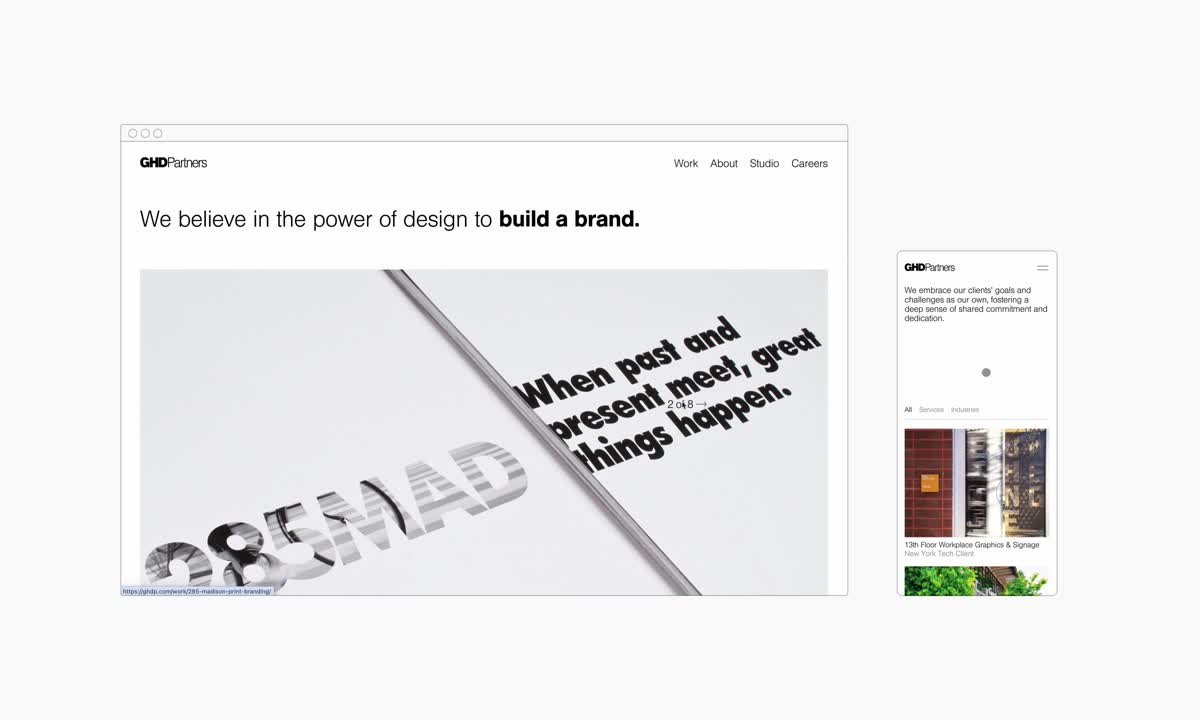 GHDPartners
Work About Studio Careers
We believe in the power of design to build a brand.
When past and
present meet, great
things happen.
2 of 8 →
285MAD
https://ghdp.com/work/285-madison-print-branding/
GHDPartners
We embrace our clients' goals and
challenges as our own, fostering a
deep sense of shared commitment and
dedication.
All Services Industries
13th Floor Workplace Graphics & Signage
New York Tech Client